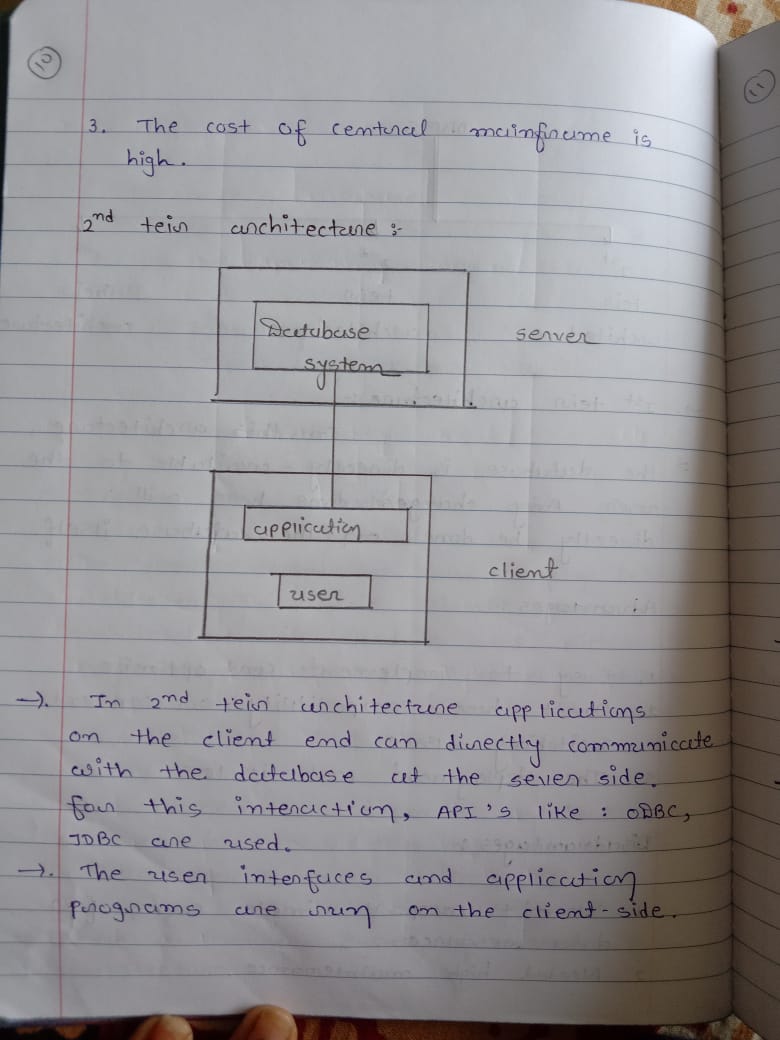 10
11
3. The cost of central mainframe is
high.
2nd teir architecture :-
Database
system
server
application
user
client
→. In 2nd teir architecture applications
on the client end can directly communicate
with the database at the sever side.
for this interaction, API's like : ODBC,
JDBC are used.
→. The user interfaces and application
programs are run on the client-side.